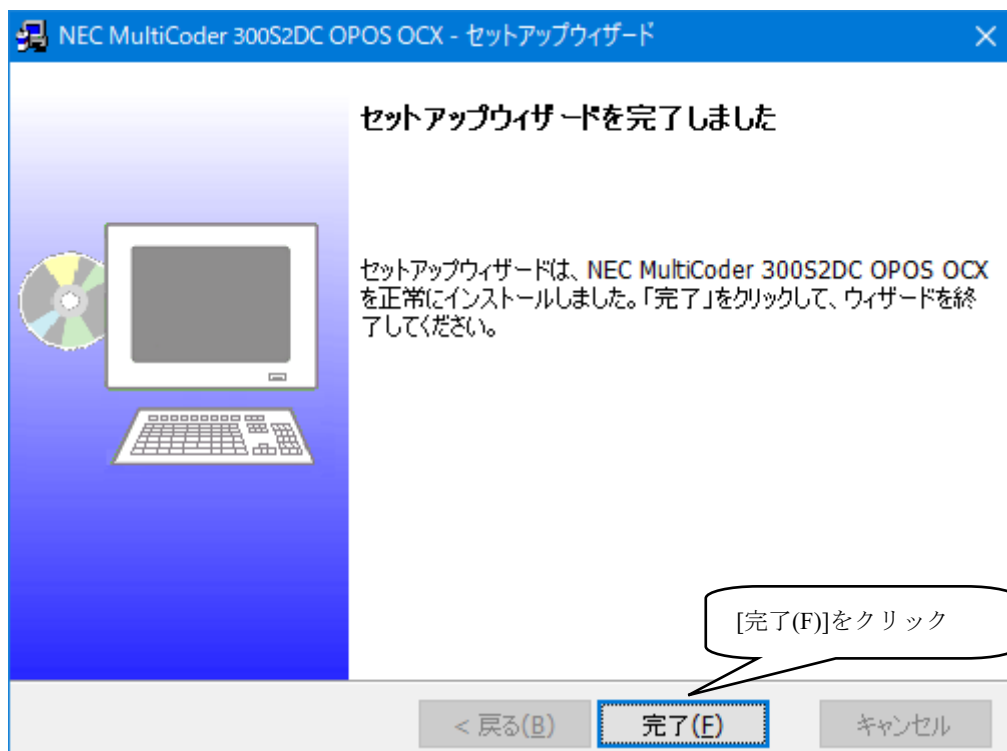 NEC MultiCoder 300S2DC OPOS OCX - セットアップウィザード
セットアップウィザードを完了しました
セットアップウィザードは、NEC MultiCoder 300S2DC OPOS OCX
を正常にインストールしました。「完了」をクリックして、ウィザードを終
了してください。
[完了(F)]をクリック
< 戻る(B)
完了(F)
キャンセル